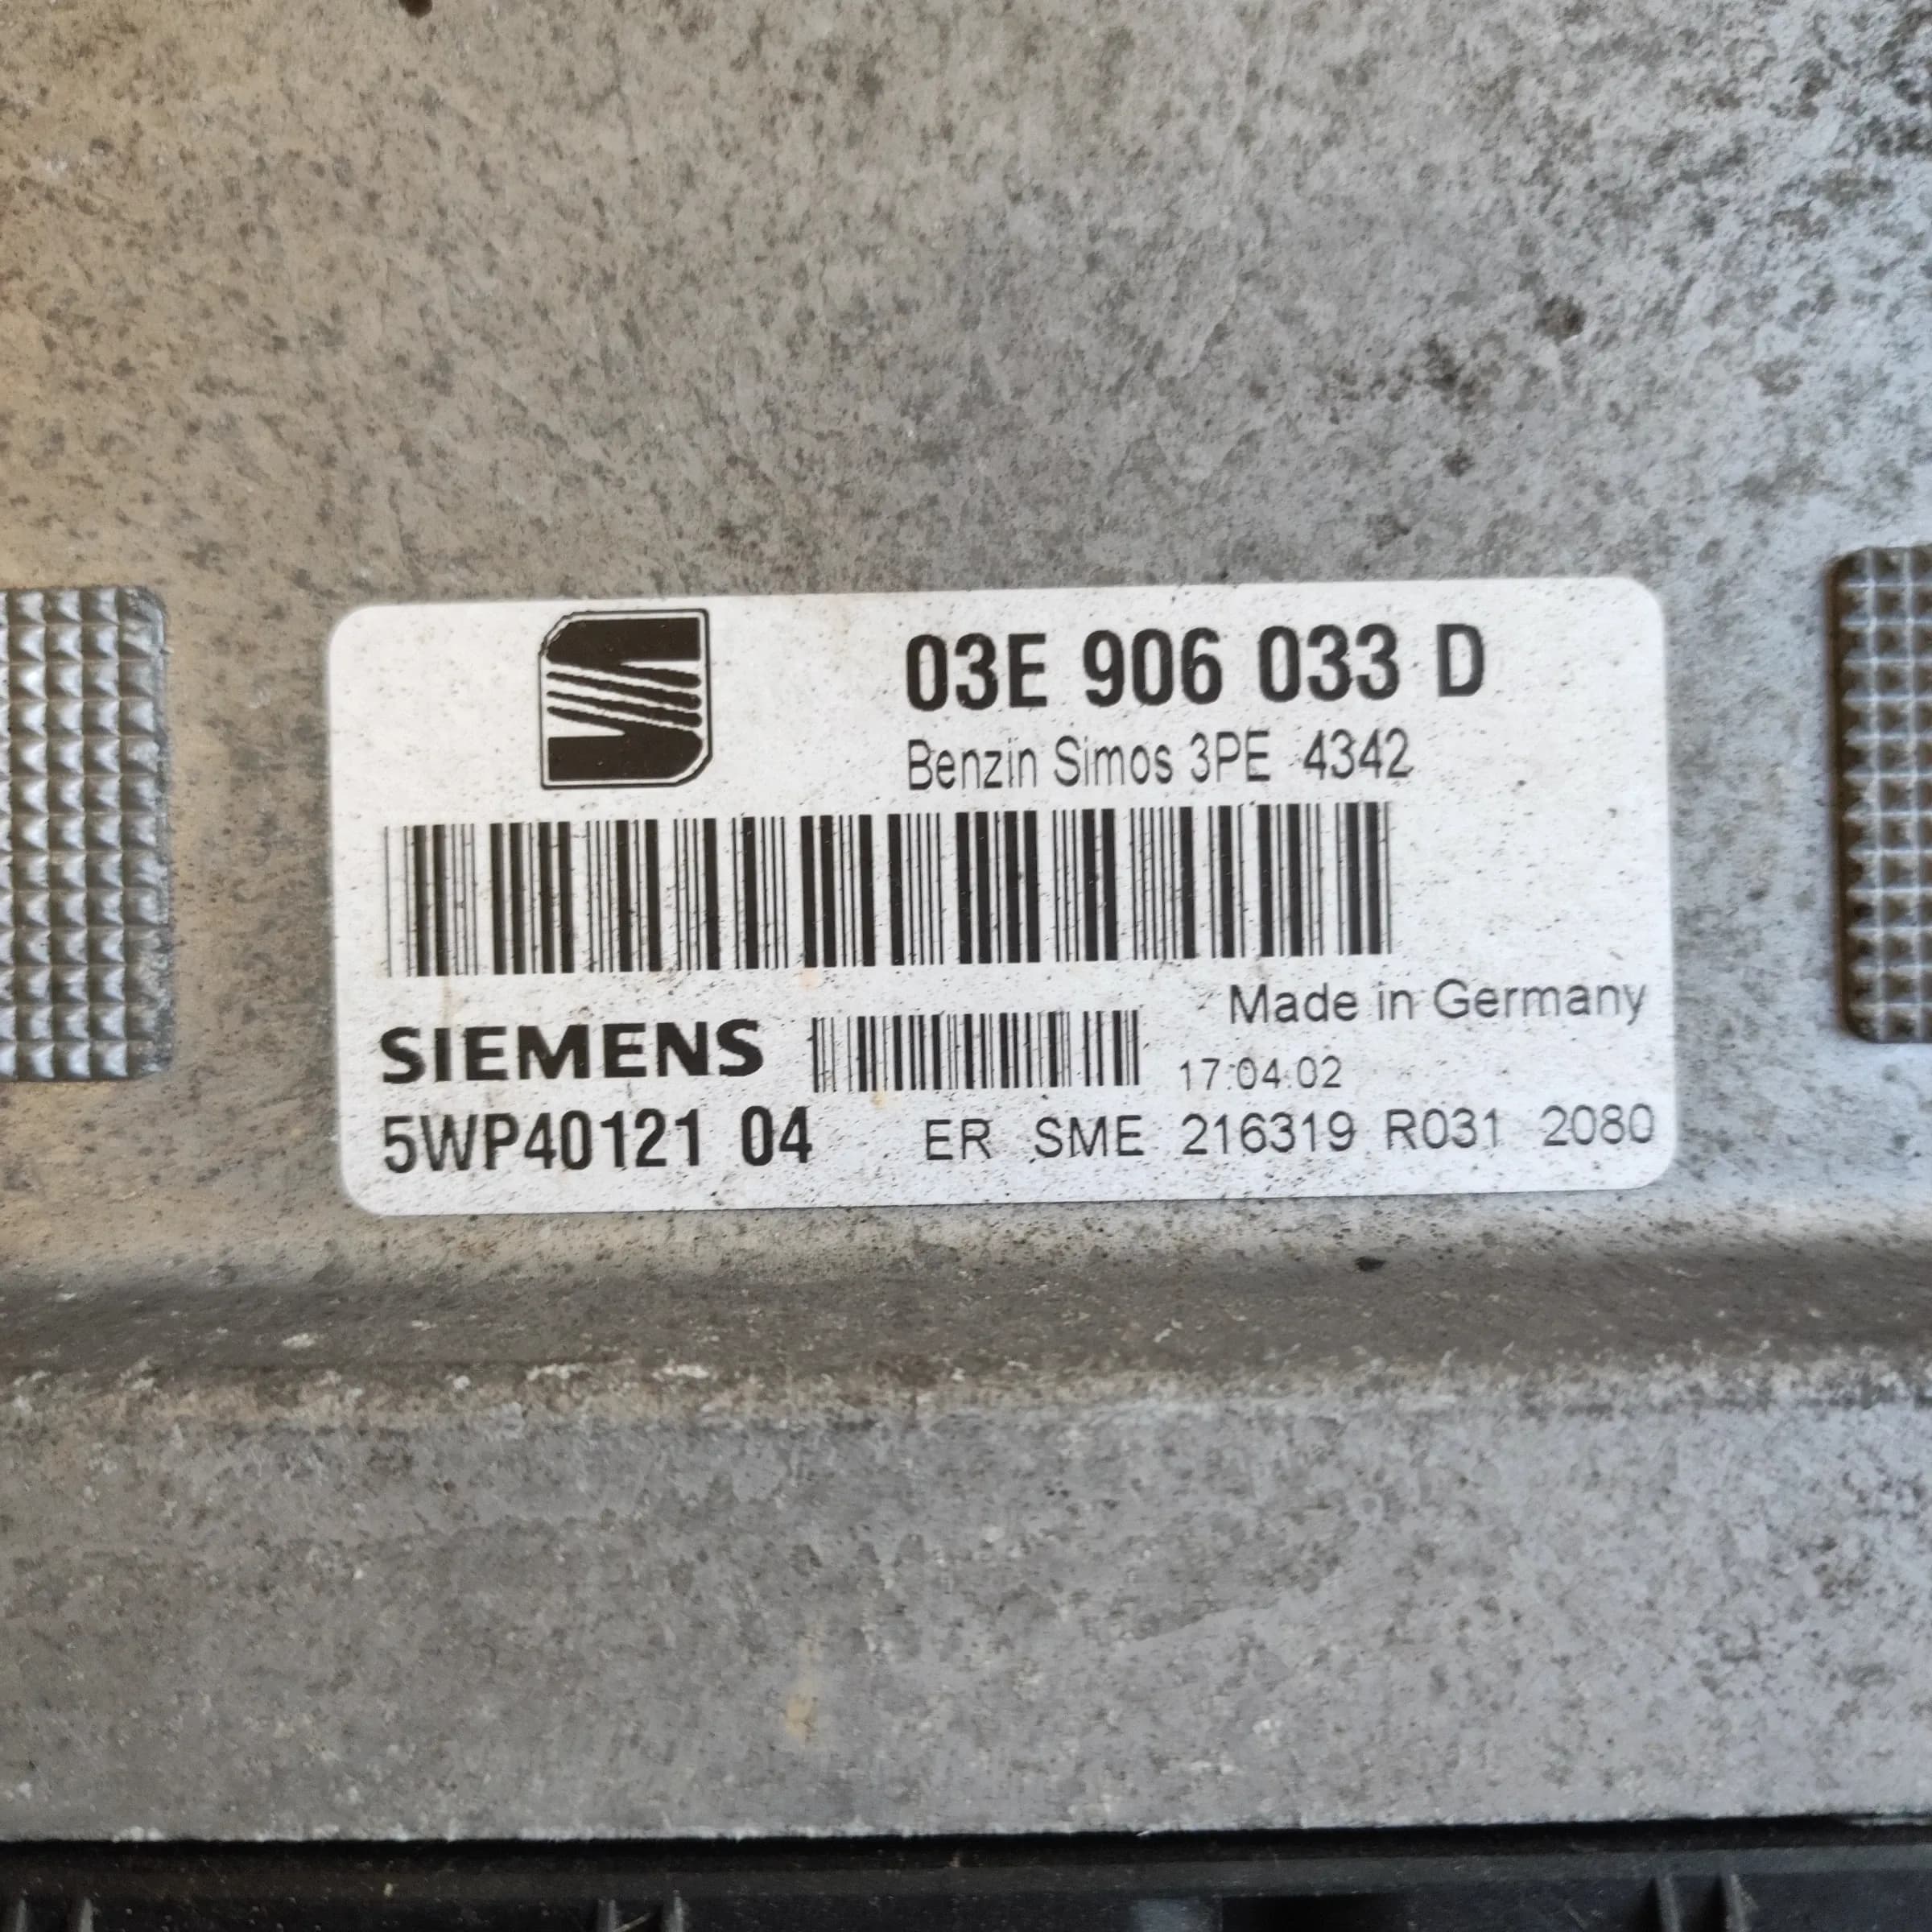 03E 906 033 D
Benzin Simos 3PE 4342
Made in Germany
SIEMENS
17.04.02
5WP40121 04 ER SME 216319 R031 2080